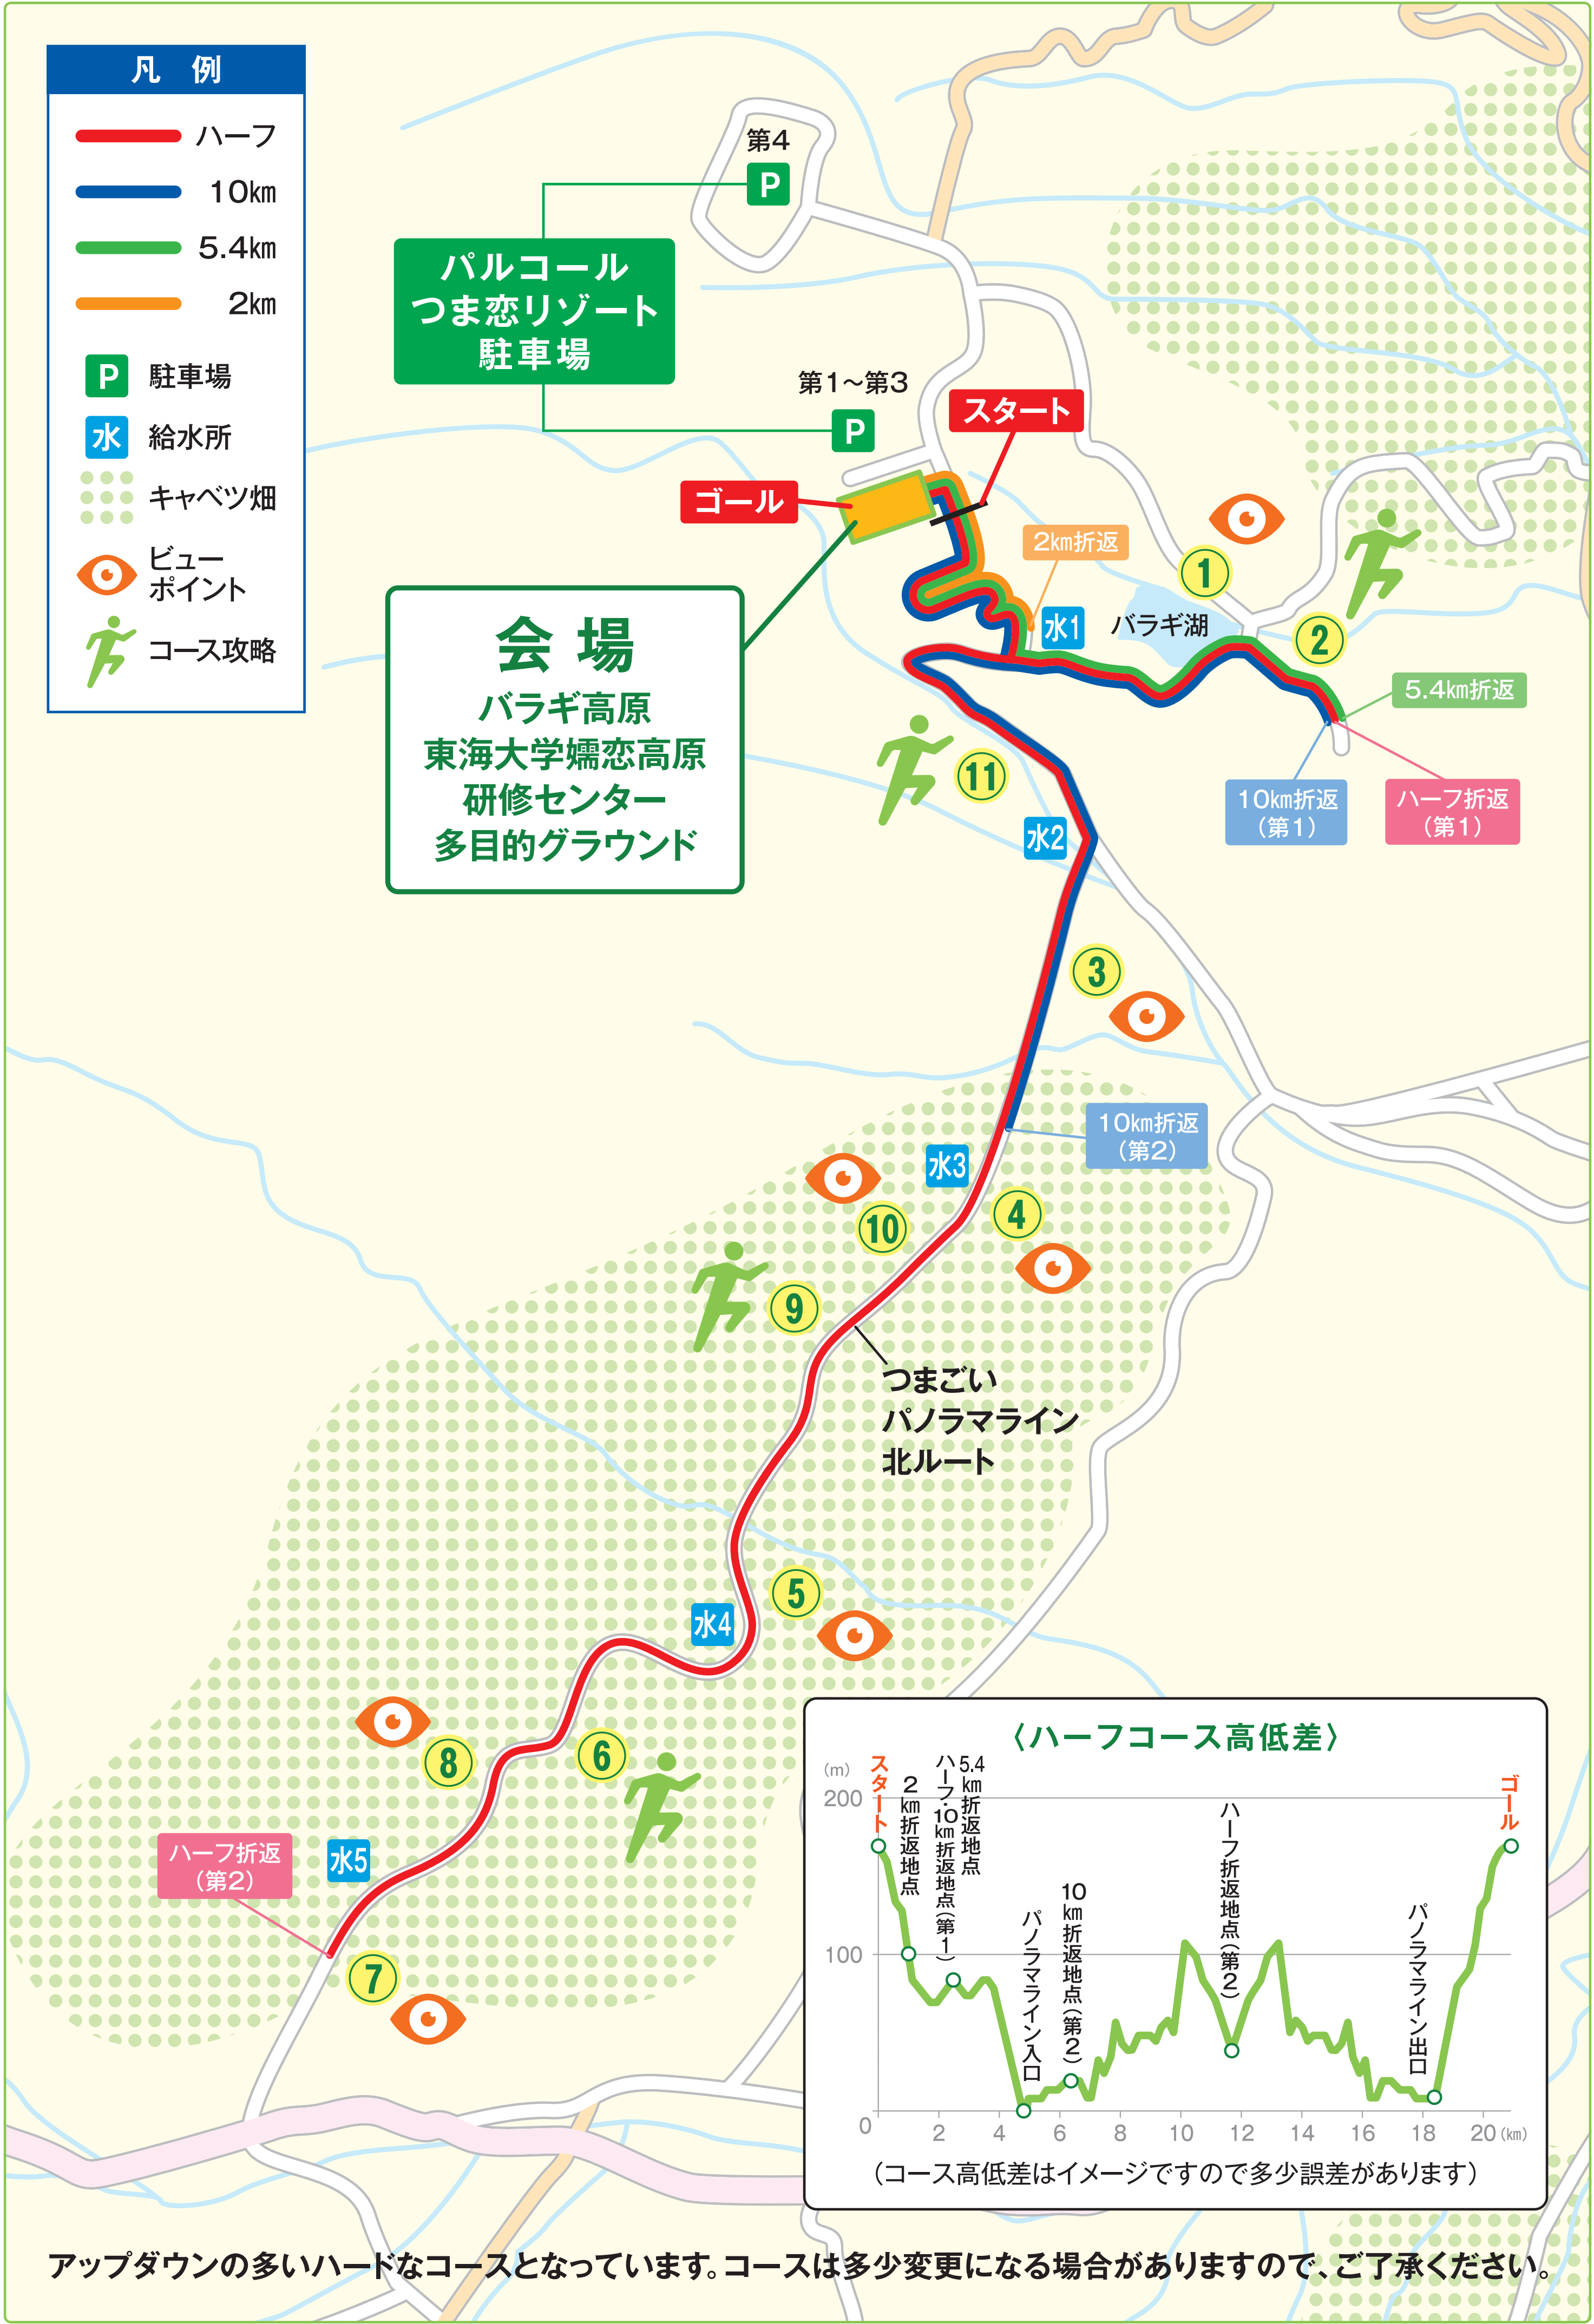 凡 例
ハーフ
10㎞
5.4㎞
2㎞
P 駐車場
水 給水所
キャベツ畑
ビュー
ポイント
コース攻略
第4
P
パルコール
つま恋リゾート
駐車場
第1〜第3
P
スタート
ゴール
2㎞折返
水1
バラギ湖
1
2
5.4㎞折返
10㎞折返
(第1)
ハーフ折返
(第1)
会 場
バラギ高原
東海大学嬬恋高原
研修センター
多目的グラウンド
11
水2
3
10㎞折返
(第2)
水3
4
10
9
つまごい
パノラマライン
北ルート
5
水4
6
8
水5
ハーフ折返
(第2)
7
〈ハーフコース高低差〉
(m)
200
100
0
スタート
2㎞折返地点
ハーフ・10㎞折返地点(第1)
5.4㎞折返地点
パノラマライン入口
10㎞折返地点(第2)
ハーフ折返地点(第2)
パノラマライン出口
ゴール
2 4 6 8 10 12 14 16 18 20 (㎞)
(コース高低差はイメージですので多少誤差があります)
アップダウンの多いハードなコースとなっています。コースは多少変更になる場合がありますので、ご了承ください。